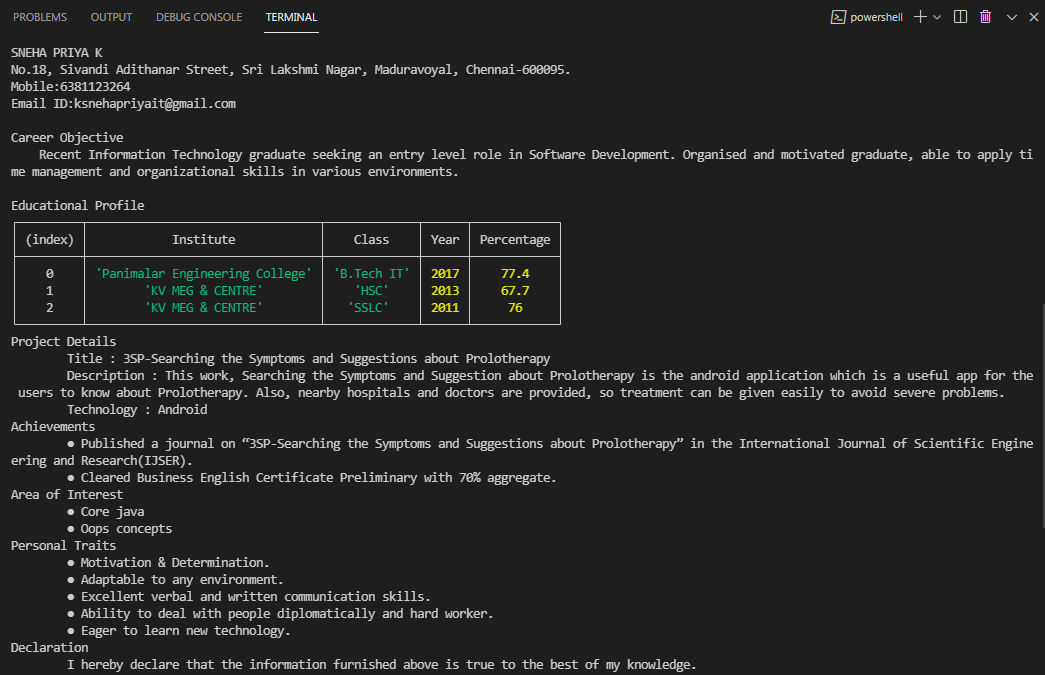 PROBLEMS OUTPUT DEBUG CONSOLE TERMINAL powershell
SNEHA PRIYA K
No.18, Sivandi Adithanar Street, Sri Lakshmi Nagar, Maduravoyal, Chennai-600095.
Mobile:6381123264
Email ID:ksnehapriyait@gmail.com
Career Objective
Recent Information Technology graduate seeking an entry level role in Software Development. Organised and motivated graduate, able to apply ti
me management and organizational skills in various environments.
Educational Profile
(index) Institute Class Year Percentage
0 'Panimalar Engineering College' 'B.Tech IT' 2017 77.4
1 'KV MEG & CENTRE' 'HSC' 2013 67.7
2 'KV MEG & CENTRE' 'SSLC' 2011 76
Project Details
Title : 3SP-Searching the Symptoms and Suggestions about Prolotherapy
Description : This work, Searching the Symptoms and Suggestion about Prolotherapy is the android application which is a useful app for the
users to know about Prolotherapy. Also, nearby hospitals and doctors are provided, so treatment can be given easily to avoid severe problems.
Technology : Android
Achievements
● Published a journal on “3SP-Searching the Symptoms and Suggestions about Prolotherapy” in the International Journal of Scientific Engine
ering and Research(IJSER).
● Cleared Business English Certificate Preliminary with 70% aggregate.
Area of Interest
● Core java
● Oops concepts
Personal Traits
● Motivation & Determination.
● Adaptable to any environment.
● Excellent verbal and written communication skills.
● Ability to deal with people diplomatically and hard worker.
● Eager to learn new technology.
Declaration
I hereby declare that the information furnished above is true to the best of my knowledge.